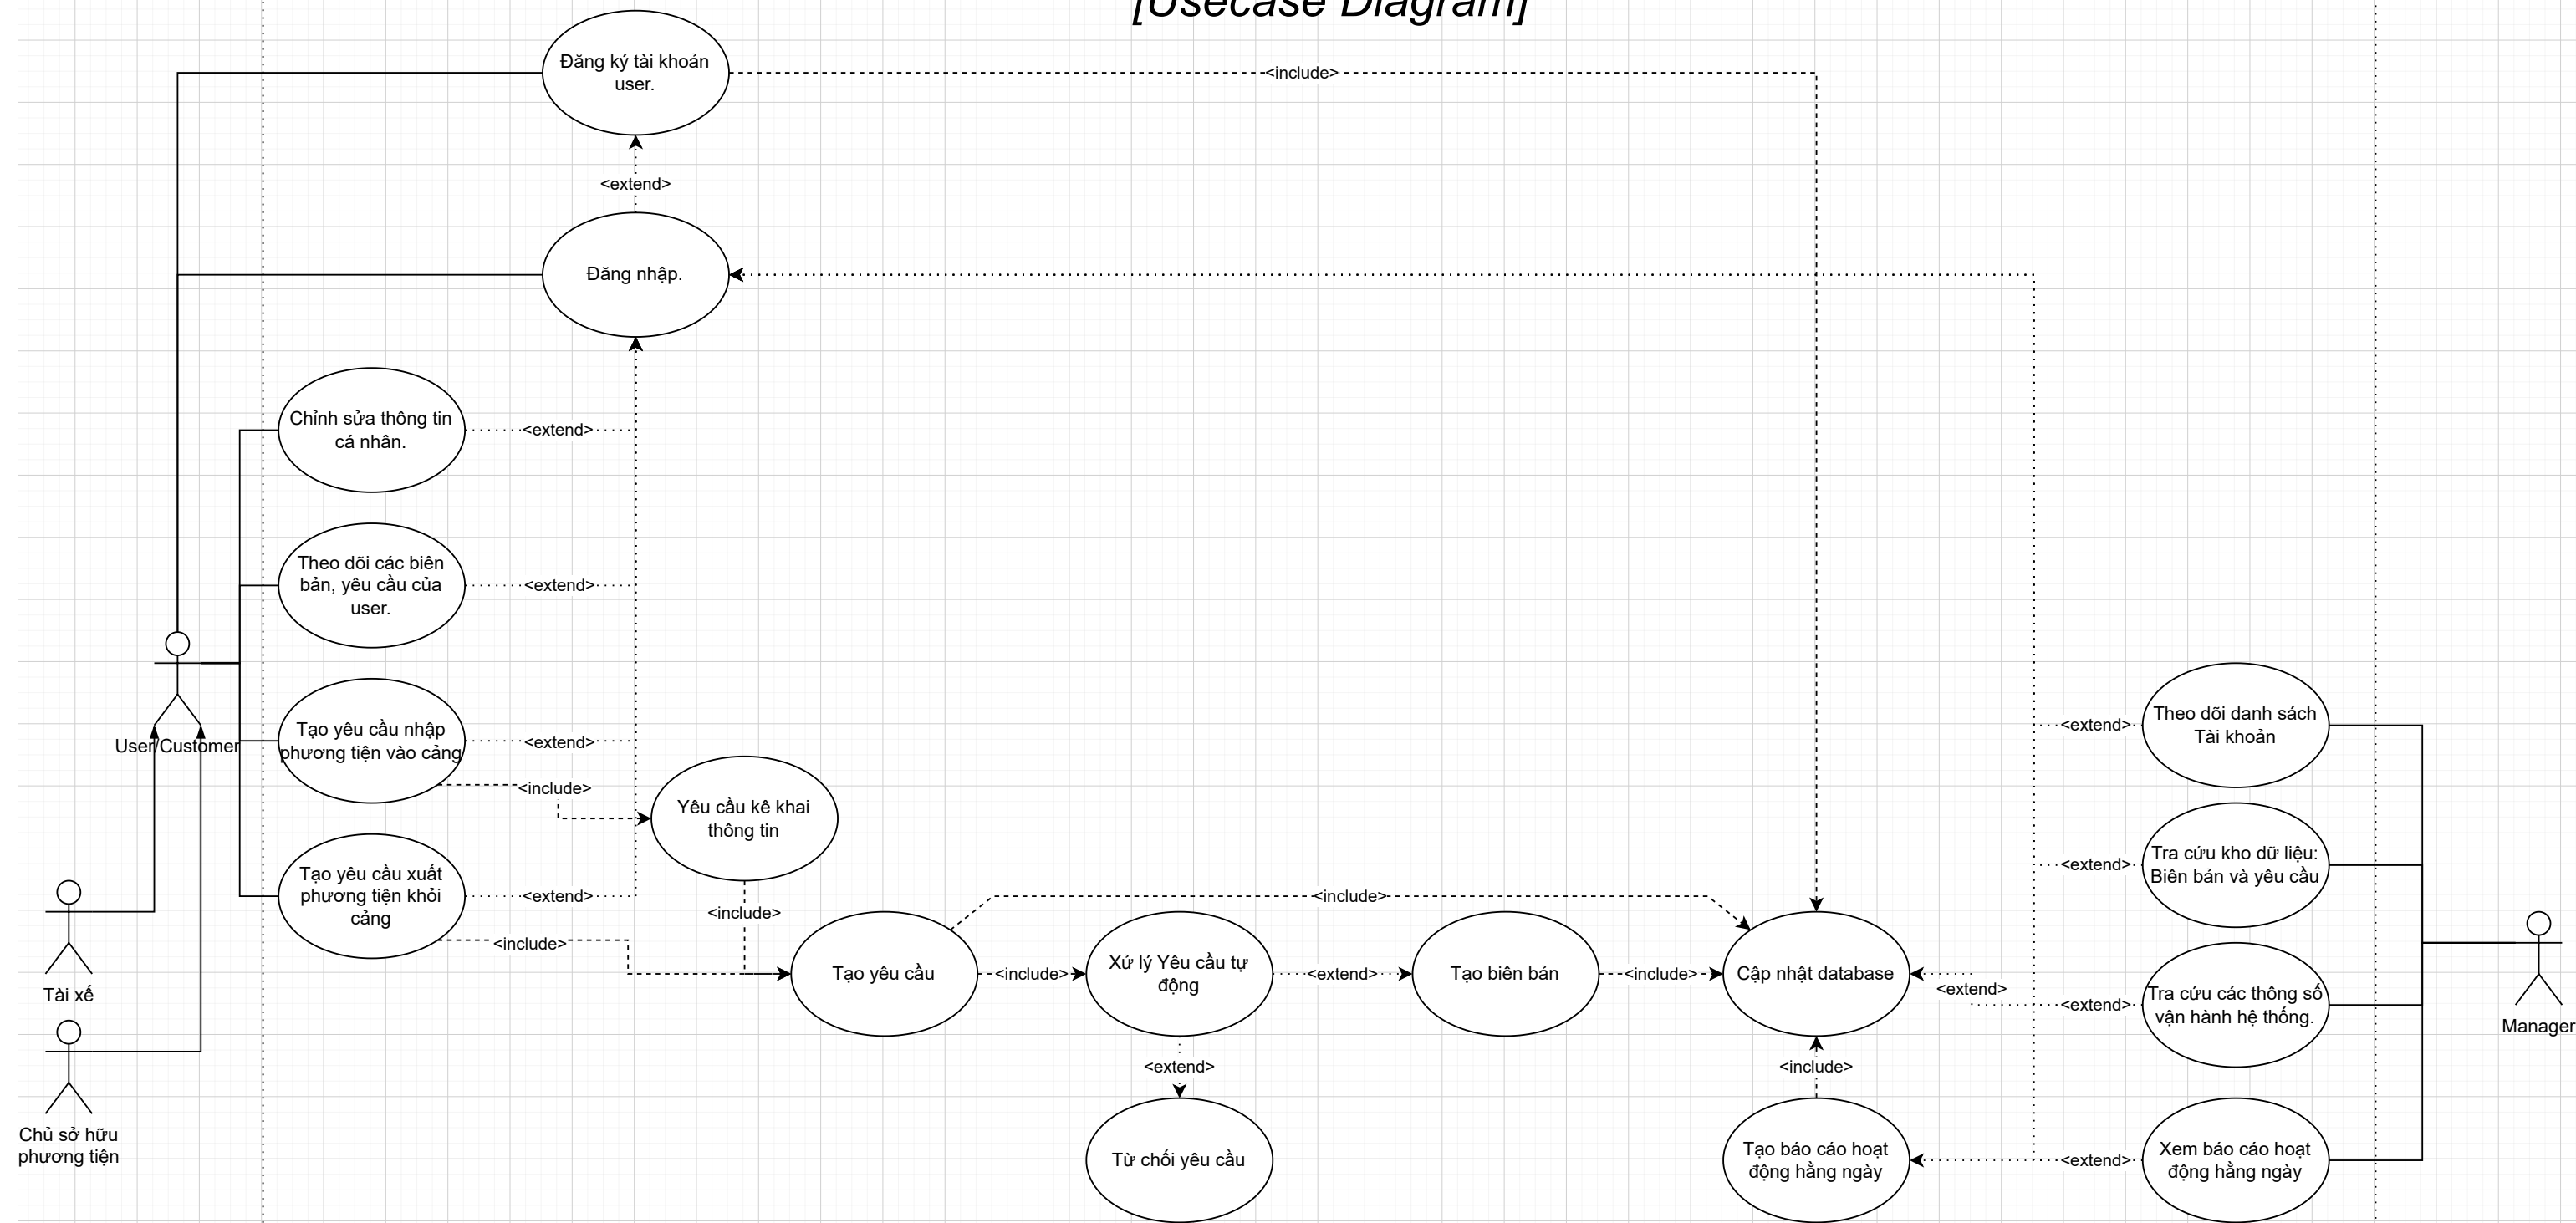 [Usecase Diagram]
Đăng ký tài khoản
user.
<include>
<extend>
Đăng nhập.
Chỉnh sửa thông tin
cá nhân.
<extend>
Theo dõi các biên
bản, yêu cầu của
user.
<extend>
User/Customer
Tạo yêu cầu nhập
phương tiện vào cảng
<extend>
<include>
Yêu cầu kê khai
thông tin
<include>
Tạo yêu cầu xuất
phương tiện khỏi
cảng
<extend>
<include>
Tài xế
Chủ sở hữu
phương tiện
Tạo yêu cầu
<include>
<include>
Xử lý Yêu cầu tự
động
<extend>
<extend>
Từ chối yêu cầu
Tạo biên bản
<include>
Cập nhật database
<extend>
<include>
Tạo báo cáo hoạt
động hằng ngày
<extend>
Theo dõi danh sách
Tài khoản
<extend>
Tra cứu kho dữ liệu:
Biên bản và yêu cầu
<extend>
Tra cứu các thông số
vận hành hệ thống.
<extend>
Xem báo cáo hoạt
động hằng ngày
Manager